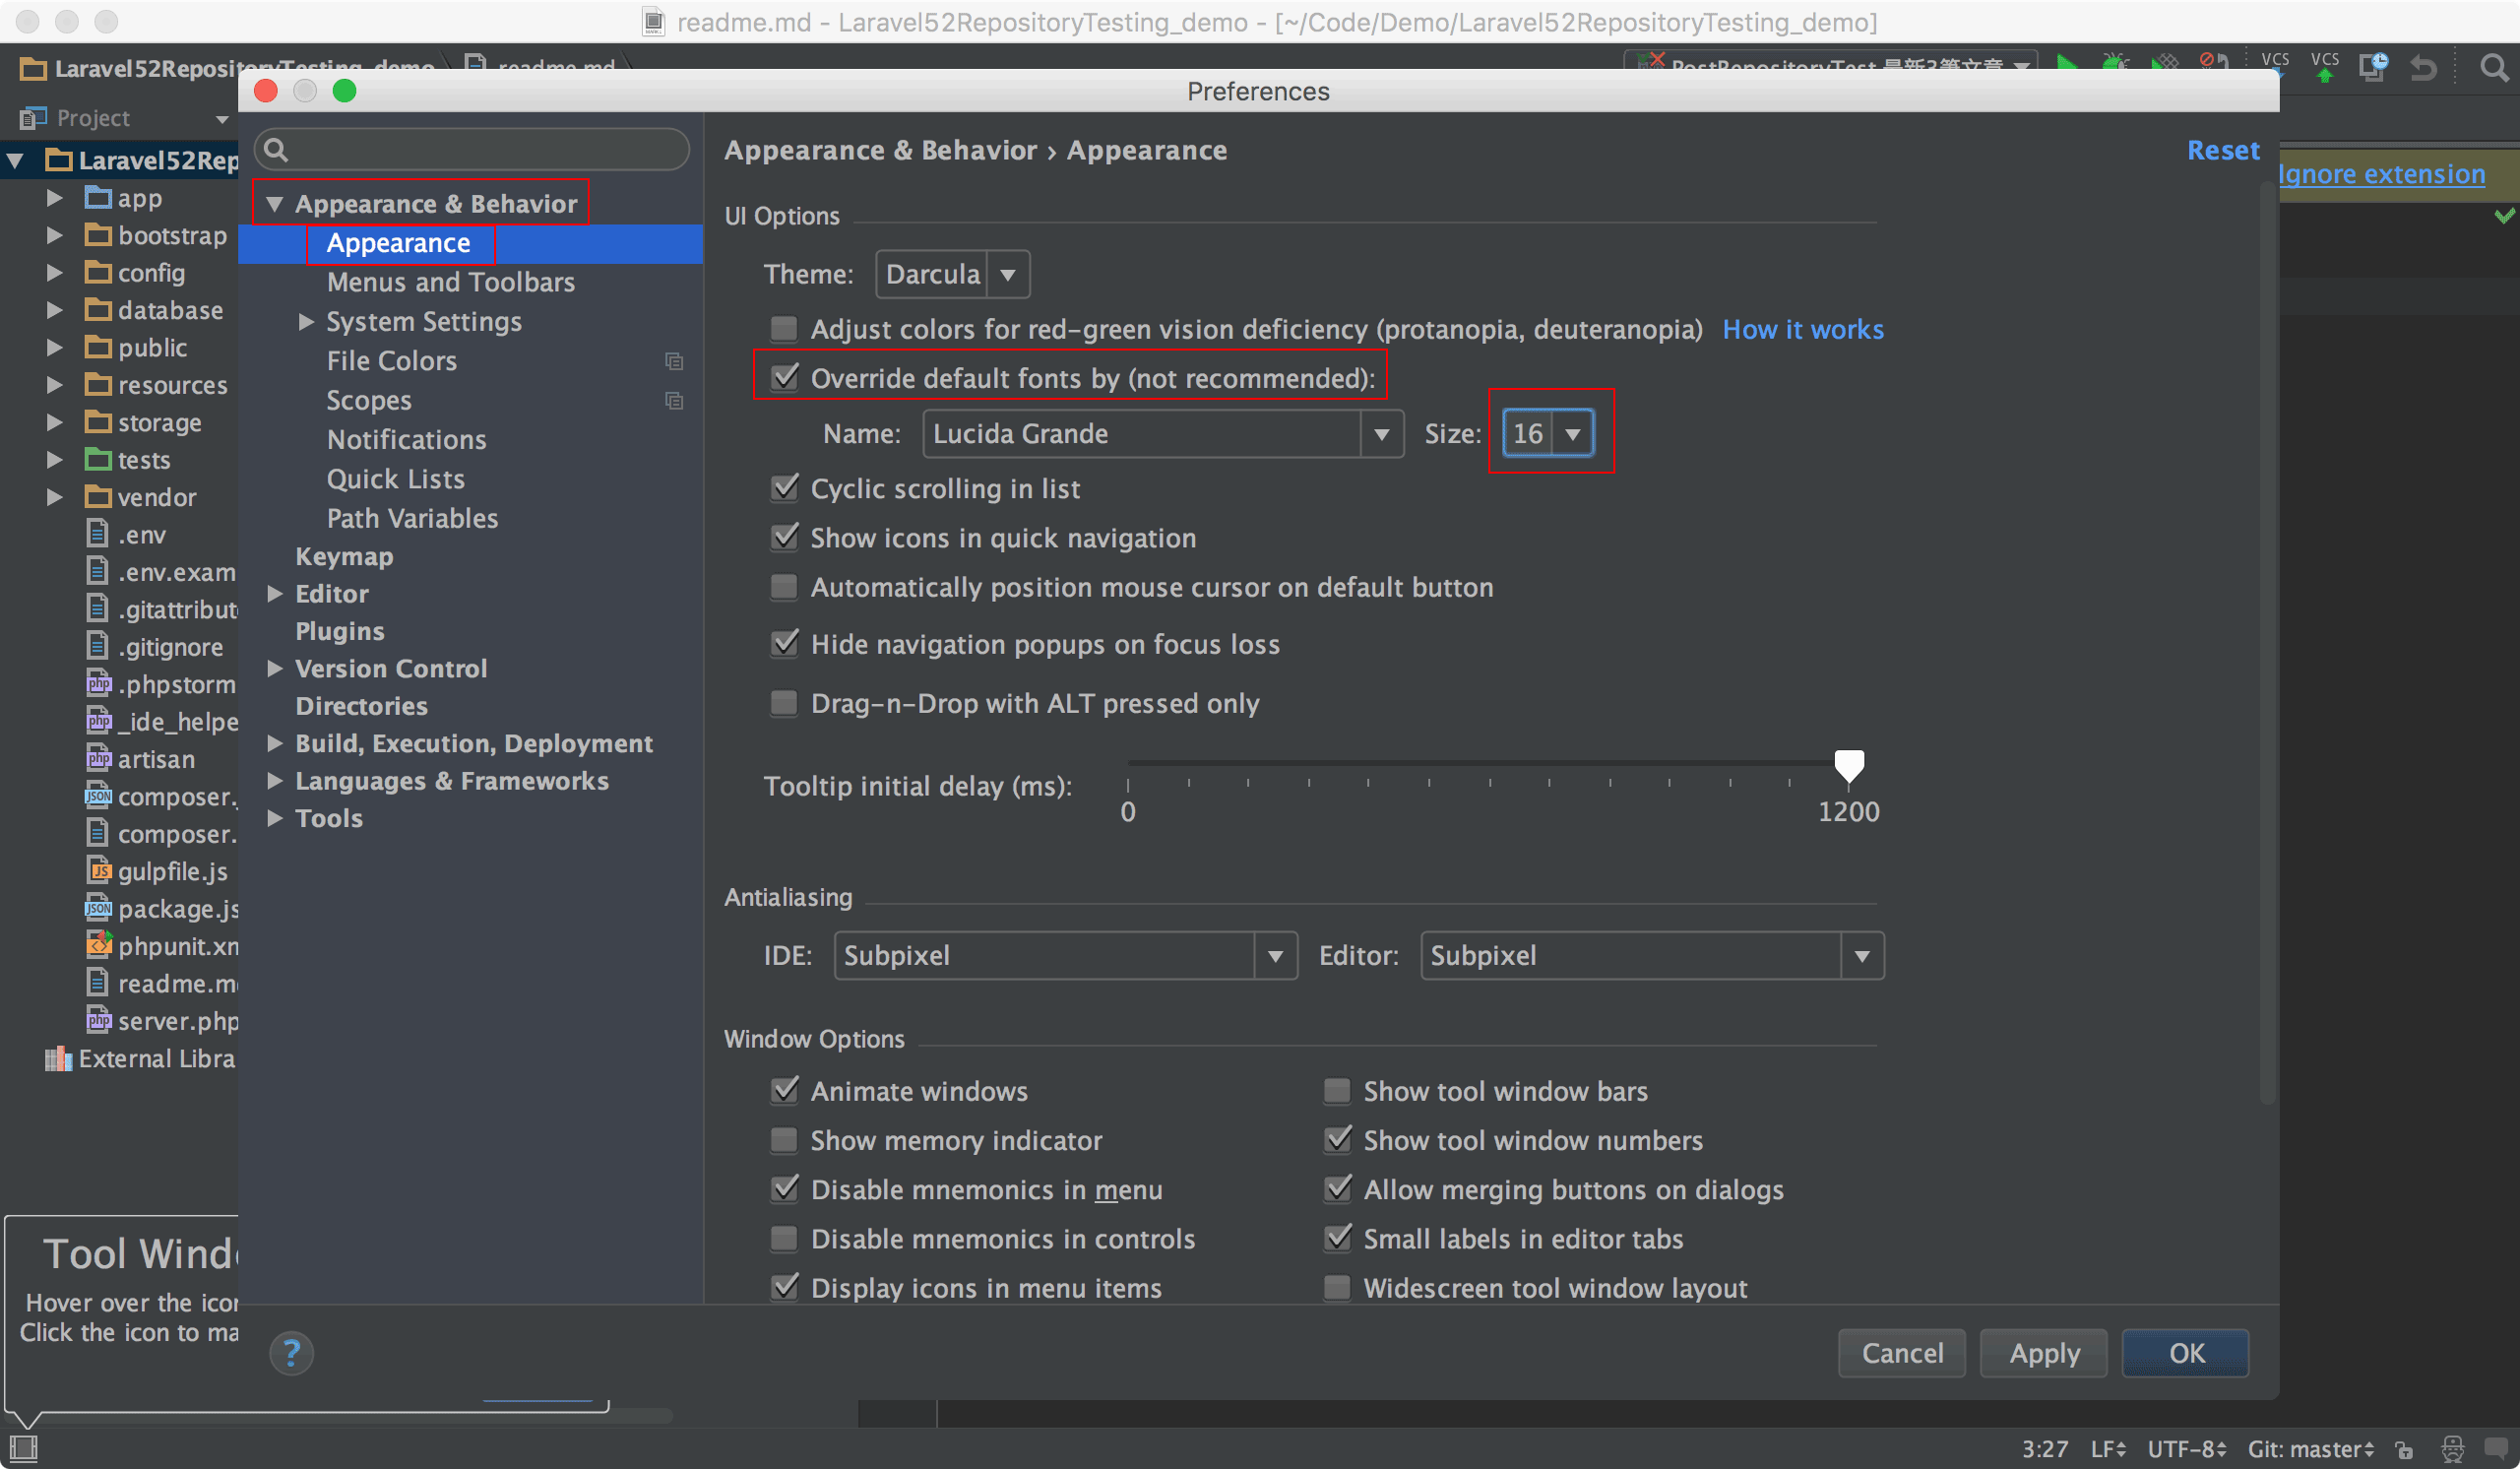 readme.md - Laravel52RepositoryTesting_demo - [~/Code/Demo/Laravel52RepositoryTesting_demo]
Laravel52RepositoryTesting_demo readme.md PostRepositoryTest 最新3篇文章 VCS VCS
Project
Laravel52Rep
app
bootstrap
config
database
public
resources
storage
tests
vendor
.env
.env.exam
.gitattribut
.gitignore
.phpstorm
_ide_helpe
artisan
composer.
composer.
gulpfile.js
package.js
phpunit.xm
readme.m
server.php
External Libra
Tool Wind
Hover over the icon
Click the icon to ma
Preferences
Appearance & Behavior
Appearance
Menus and Toolbars
System Settings
File Colors
Scopes
Notifications
Quick Lists
Path Variables
Keymap
Editor
Plugins
Version Control
Directories
Build, Execution, Deployment
Languages & Frameworks
Tools
Appearance & Behavior › Appearance
Reset
Ignore extension
UI Options
Theme: Darcula
Adjust colors for red-green vision deficiency (protanopia, deuteranopia) How it works
Override default fonts by (not recommended):
Name: Lucida Grande Size: 16
Cyclic scrolling in list
Show icons in quick navigation
Automatically position mouse cursor on default button
Hide navigation popups on focus loss
Drag-n-Drop with ALT pressed only
Tooltip initial delay (ms):
0 1200
Antialiasing
IDE: Subpixel Editor: Subpixel
Window Options
Animate windows Show tool window bars
Show memory indicator Show tool window numbers
Disable mnemonics in menu Allow merging buttons on dialogs
Disable mnemonics in controls Small labels in editor tabs
Display icons in menu items Widescreen tool window layout
? Cancel Apply OK
3:27 LF UTF-8 Git: master